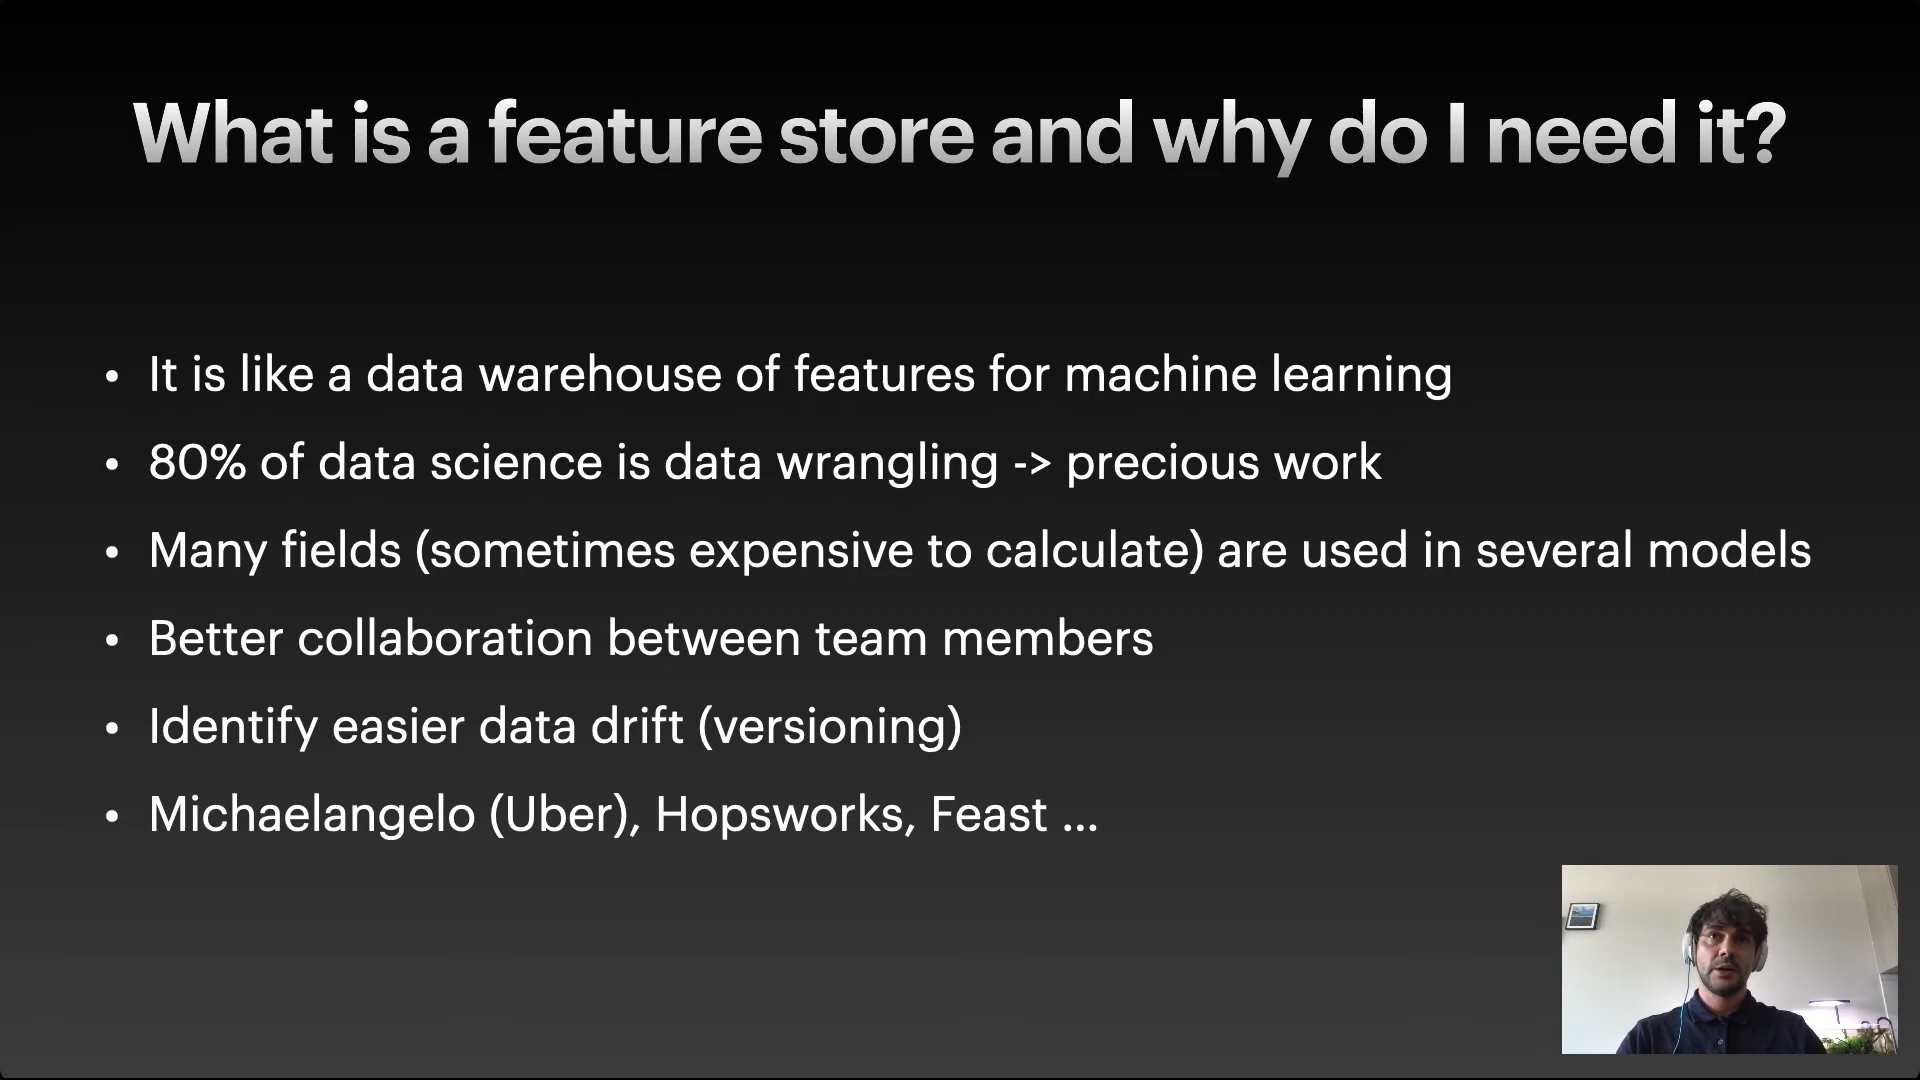 What is a feature store and why do I need it?
• It is like a data warehouse of features for machine learning
• 80% of data science is data wrangling -> precious work
• Many fields (sometimes expensive to calculate) are used in several models
• Better collaboration between team members
• Identify easier data drift (versioning)
• Michaelangelo (Uber), Hopsworks, Feast ...